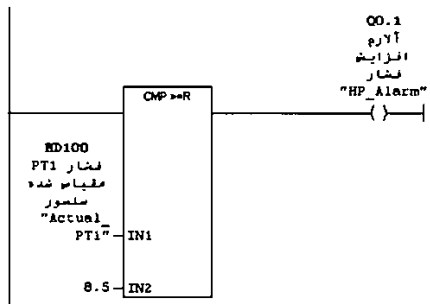 Q0.1
آلارم
افزایش
فشار
"HP_Alarm"
CMP >=R
MD100
فشار PT1
مقیاس شده
سنسور
"Actual_
PT1"
IN1
8.5
IN2